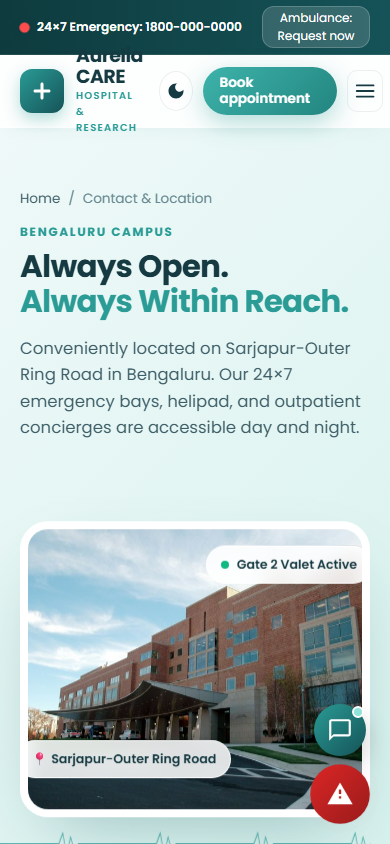 24×7 Emergency: 1800-000-0000
Ambulance:
Request now
Aurelia
CARE
HOSPITAL
&
RESEARCH
Book
appointment
Home / Contact & Location
BENGALURU CAMPUS
Always Open.
Always Within Reach.
Conveniently located on Sarjapur-Outer
Ring Road in Bengaluru. Our 24×7
emergency bays, helipad, and outpatient
concierges are accessible day and night.
Gate 2 Valet Active
Sarjapur-Outer Ring Road